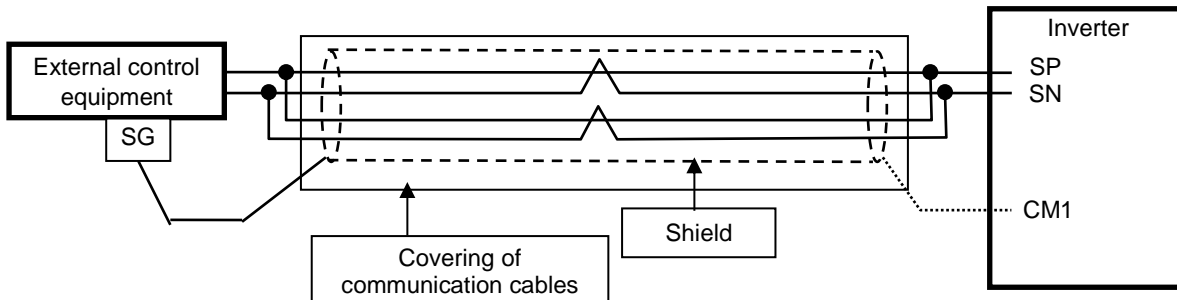 Inverter
External control
equipment
SP
SN
SG
CM1
Shield
Covering of
communication cables